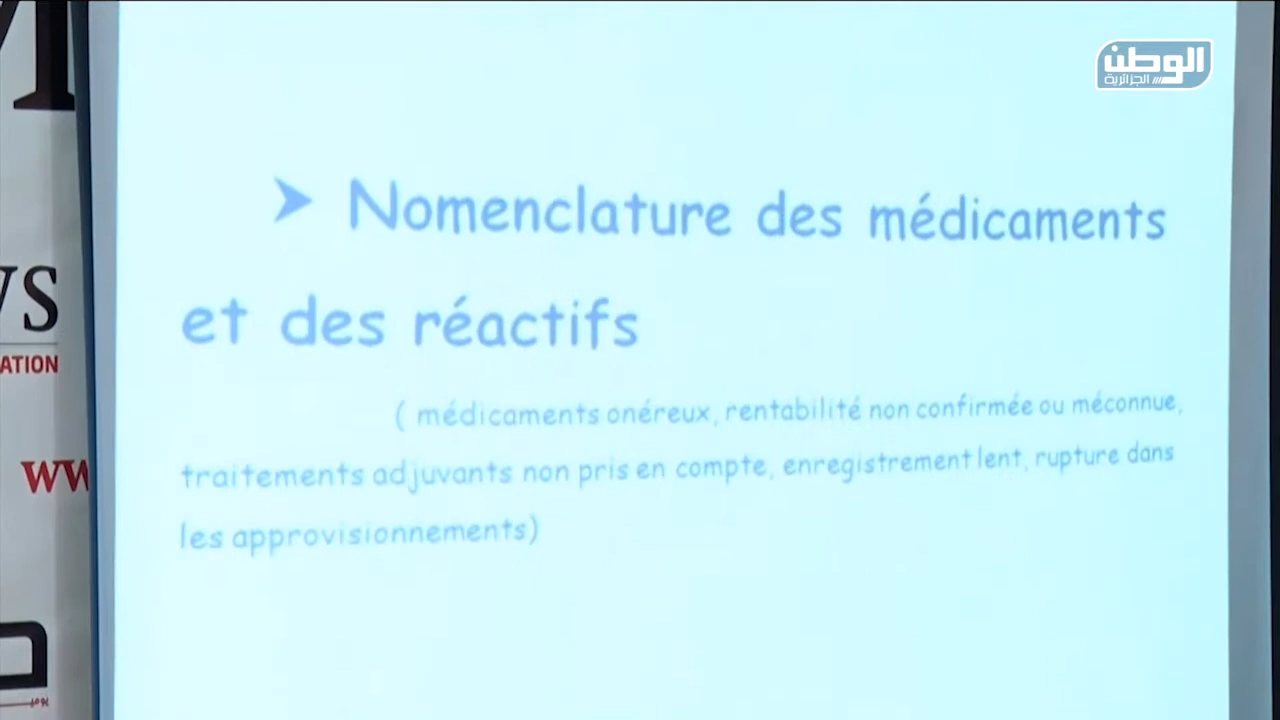 الوطن
الجزائرية
➤ Nomenclature des médicaments
et des réactifs
( médicaments onéreux, rentabilité non confirmée ou méconnue,
traitements adjuvants non pris en compte, enregistrement lent, rupture dans
les approvisionnements)
WS
ATION
WW